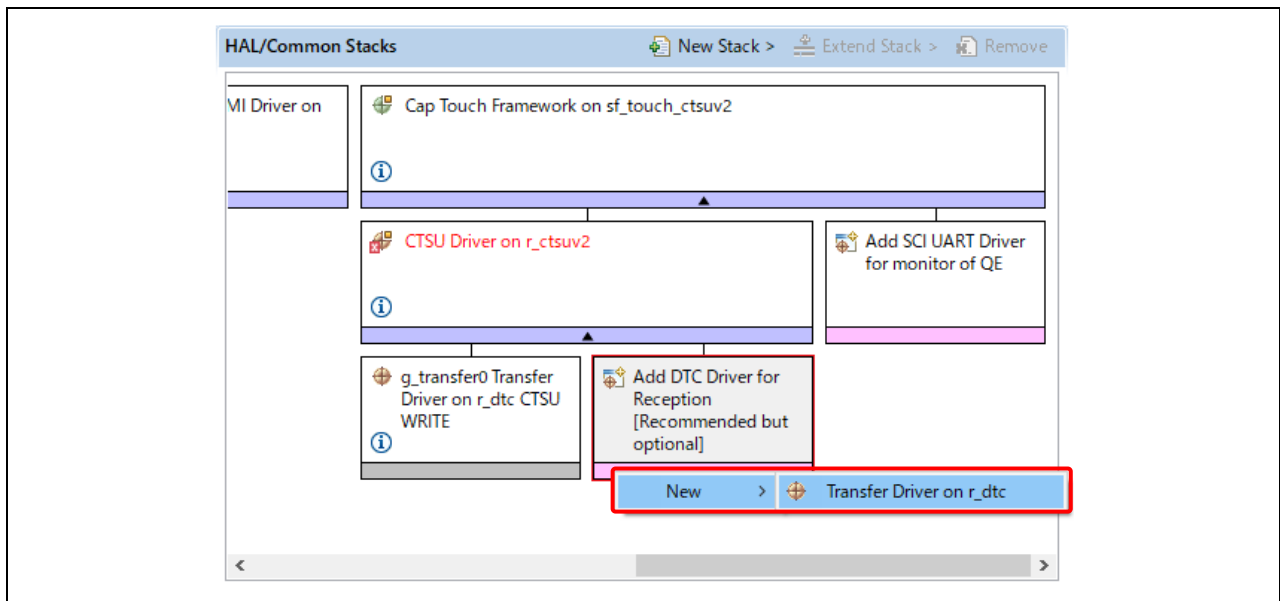 HAL/Common Stacks
New Stack >
Extend Stack >
Remove
MI Driver on
Cap Touch Framework on sf_touch_ctsuv2
CTSU Driver on r_ctsuv2
Add SCI UART Driver
for monitor of QE
g_transfer0 Transfer
Driver on r_dtc CTSU
WRITE
Add DTC Driver for
Reception
[Recommended but
optional]
New >
Transfer Driver on r_dtc